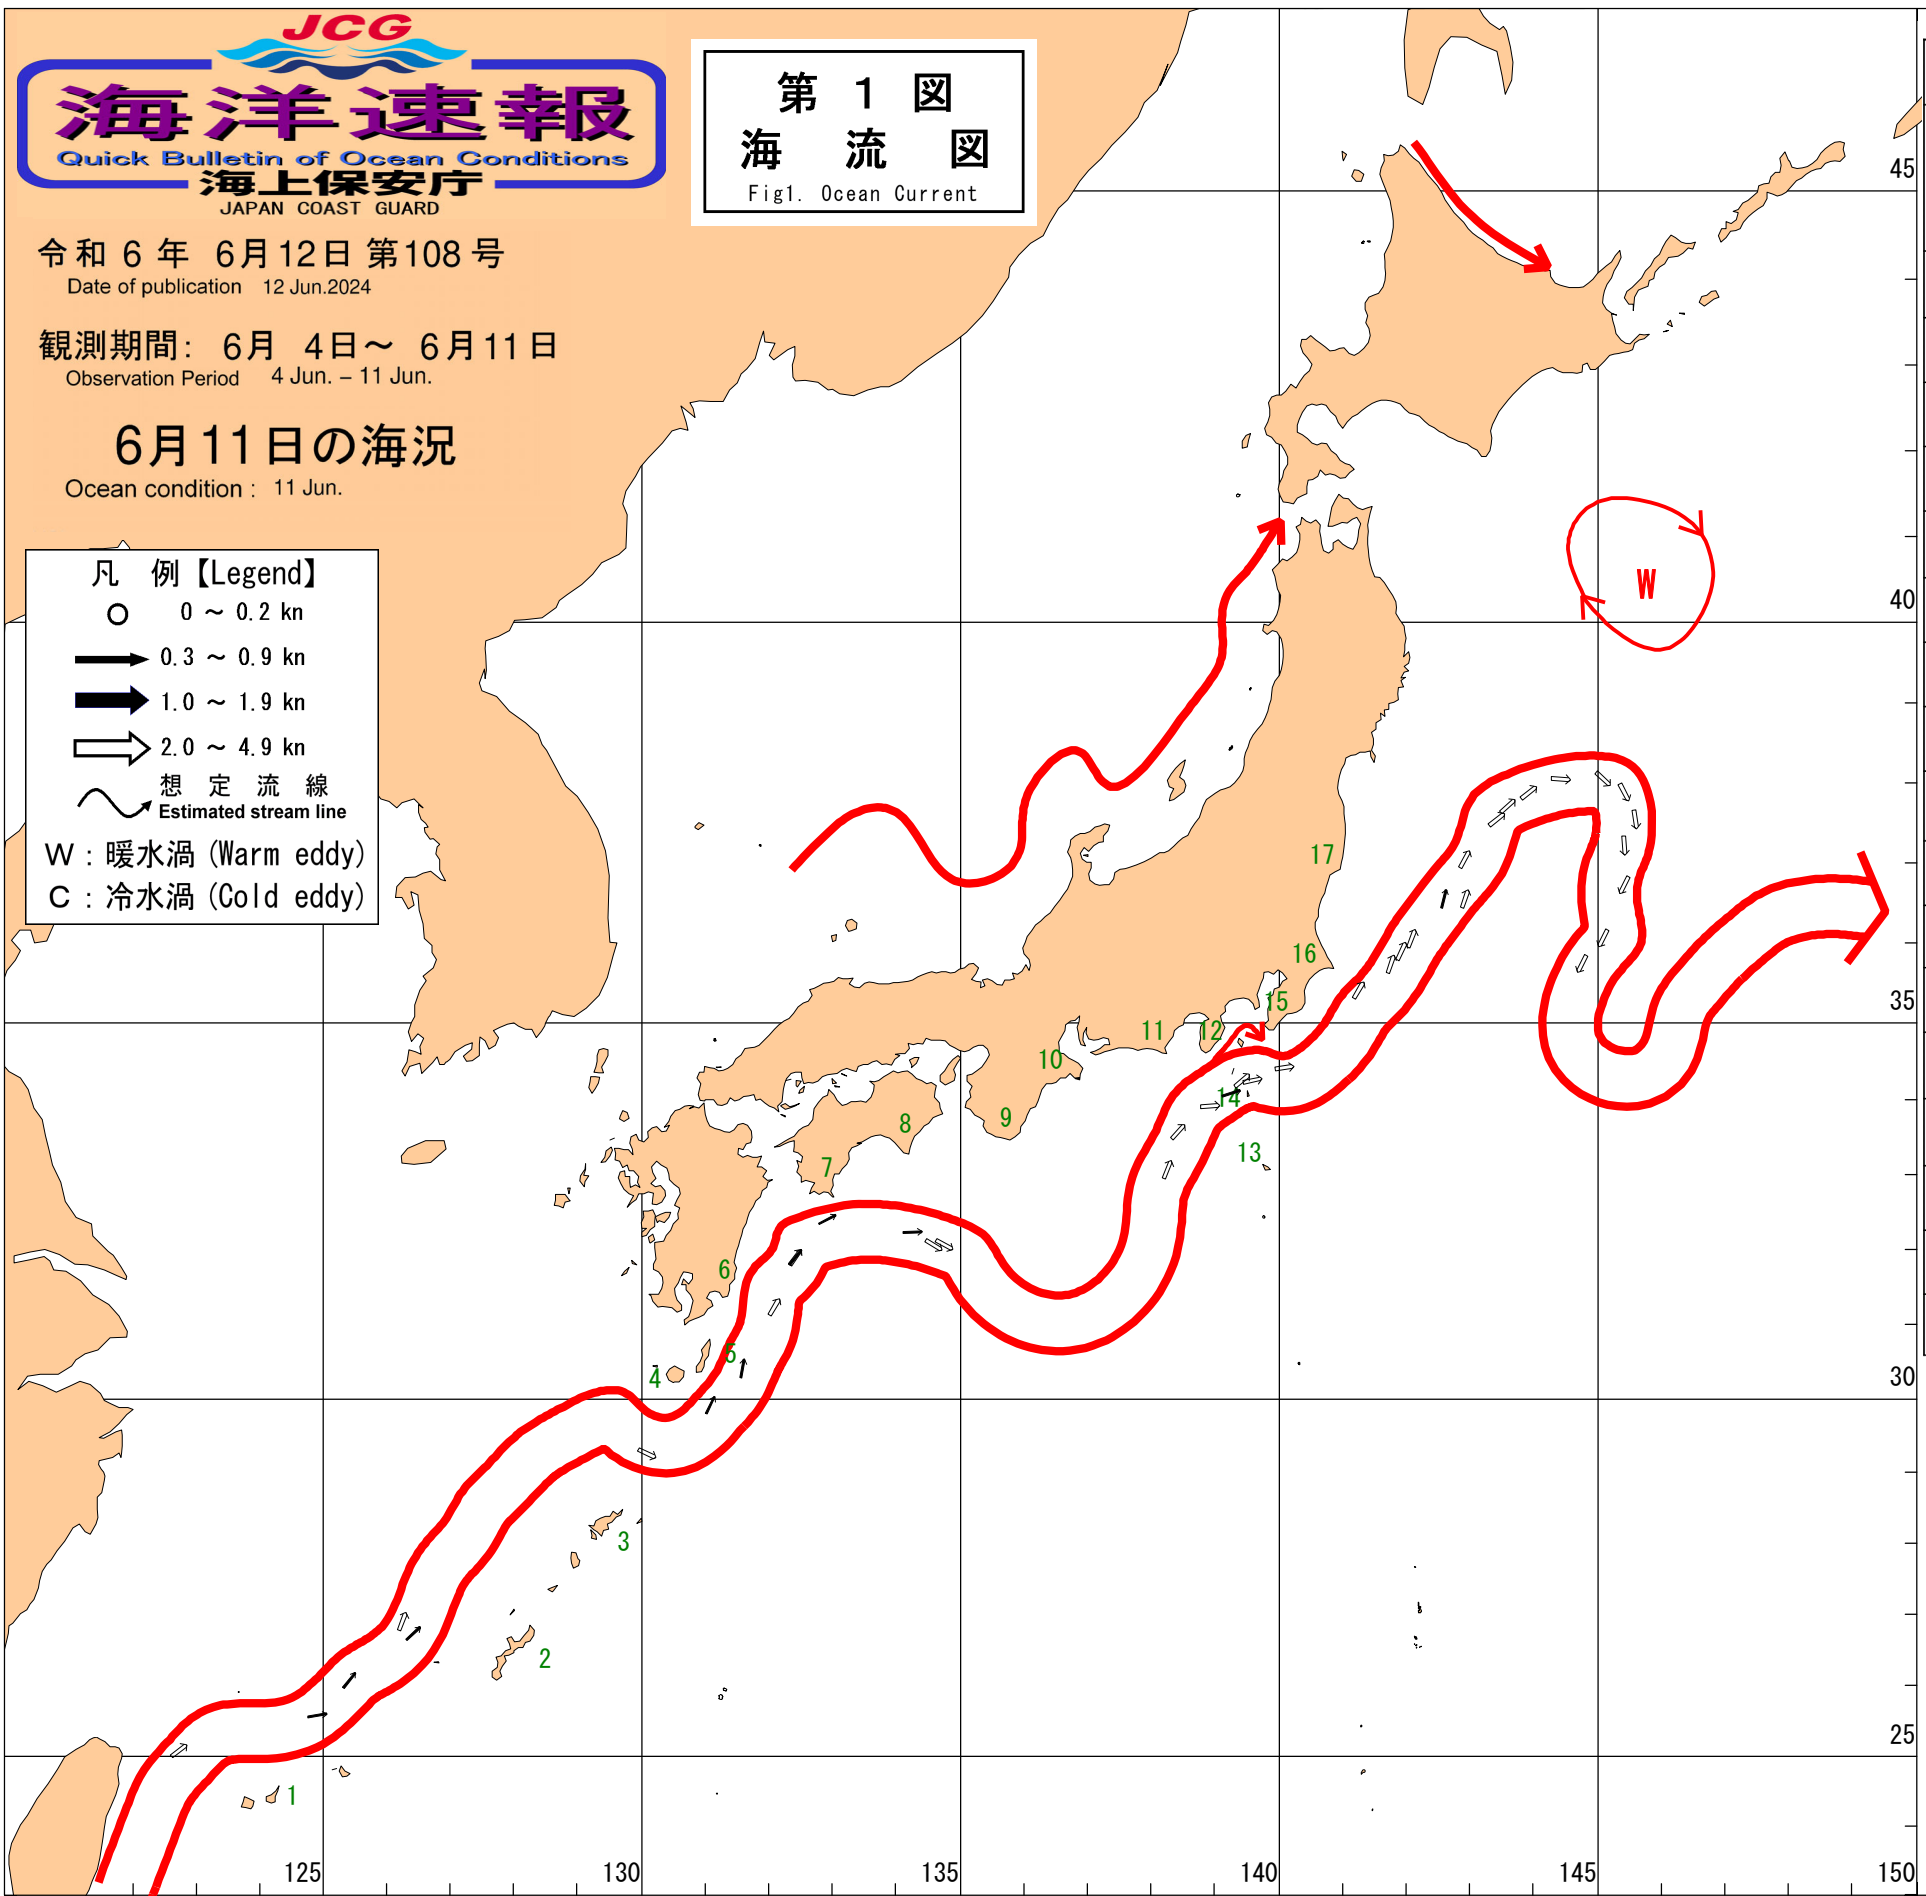 JCG
海洋速報
Quick Bulletin of Ocean Conditions
海上保安庁
JAPAN COAST GUARD
令和 6 年 6月12日 第108号
Date of publication 12 Jun.2024
観測期間: 6月 4日～ 6月11日
Observation Period 4 Jun. – 11 Jun.
6月11日の海況
Ocean condition : 11 Jun.
第 1 図
海 流 図
Fig1. Ocean Current
凡 例【Legend】
0 ～ 0.2 kn
0.3 ～ 0.9 kn
1.0 ～ 1.9 kn
2.0 ～ 4.9 kn
想 定 流 線
Estimated stream line
W : 暖水渦 (Warm eddy)
C : 冷水渦 (Cold eddy)
45
W
40
17
16
35
15
12
11
10
14
9
8
13
7
6
5
4
30
3
2
25
1
125
130
135
140
145
150